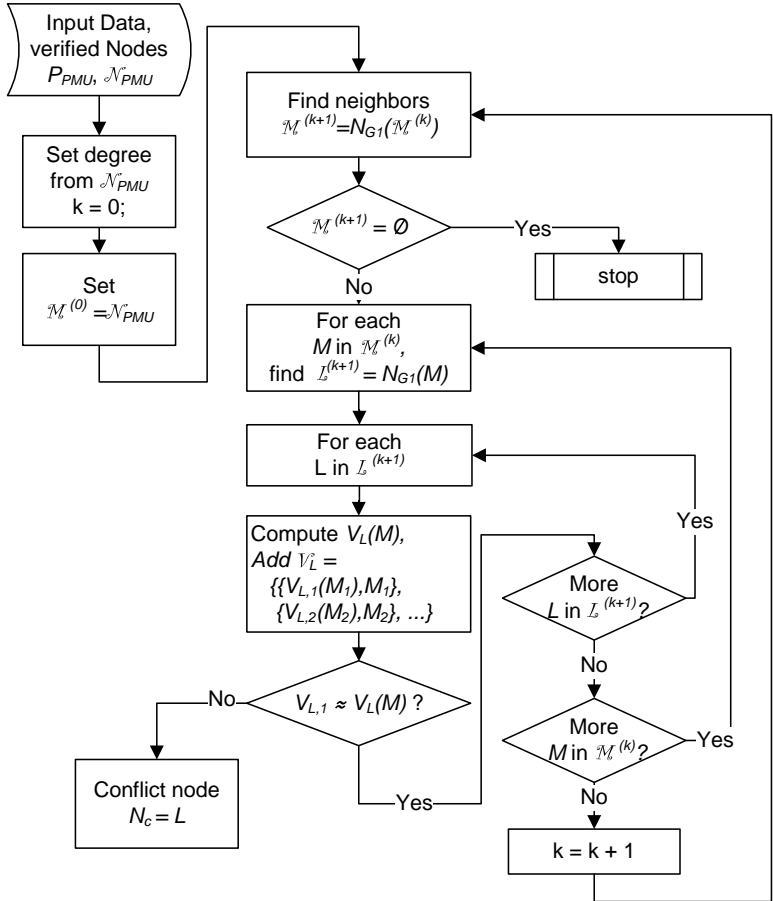 Input Data,
verified Nodes
P_PMU, 𝒩_PMU
Set degree
from 𝒩_PMU
k = 0;
Set
ℳ^(0) = 𝒩_PMU
Find neighbors
ℳ^(k+1)=N_G1(ℳ^(k))
ℳ^(k+1) = Ø
Yes
stop
No
For each
M in ℳ^(k),
find ℒ^(k+1) = N_G1(M)
For each
L in ℒ^(k+1)
Compute V_L(M),
Add 𝒱_L =
{{V_L,1(M_1),M_1},
{V_L,2(M_2),M_2}, ...}
V_L,1 ≈ V_L(M) ?
No
Conflict node
N_c = L
Yes
More
L in ℒ^(k+1)?
Yes
No
More
M in ℳ^(k)?
Yes
No
k = k + 1